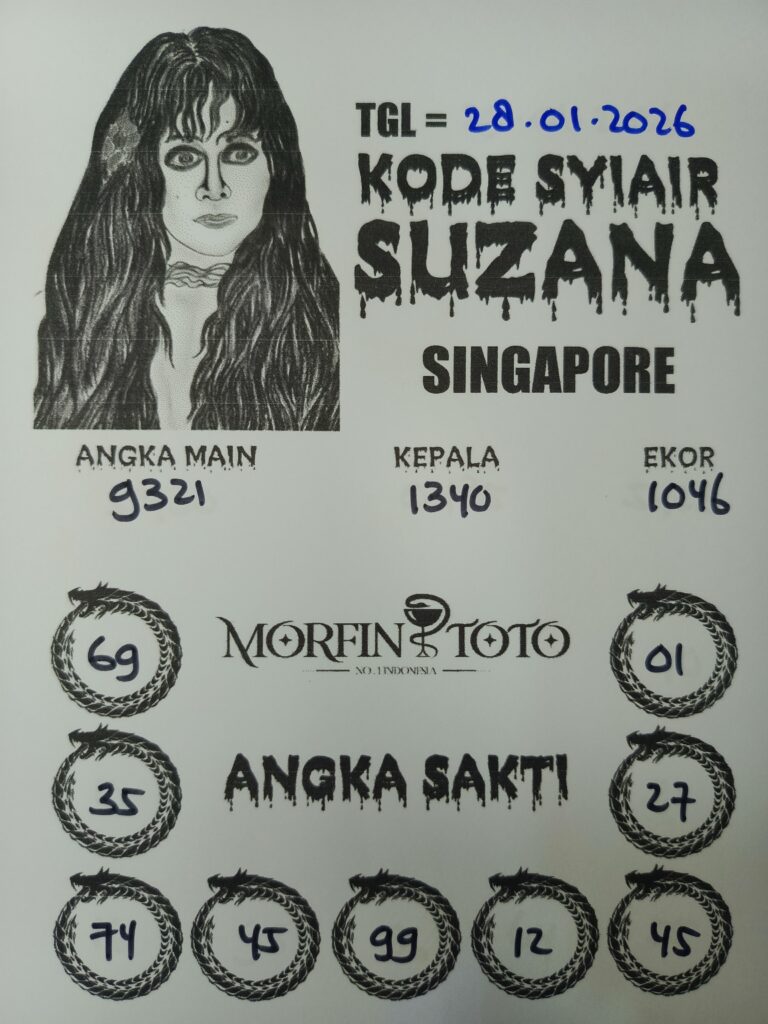 TGL = 28.01.2026
KODE SYIAIR
SUZANA
SINGAPORE
ANGKA MAIN KEPALA EKOR
9321 1340 1046
69 MORFIN TOTO 01
NO.1 INDONESIA
35 ANGKA SAKTI 27
74 45 99 12 45